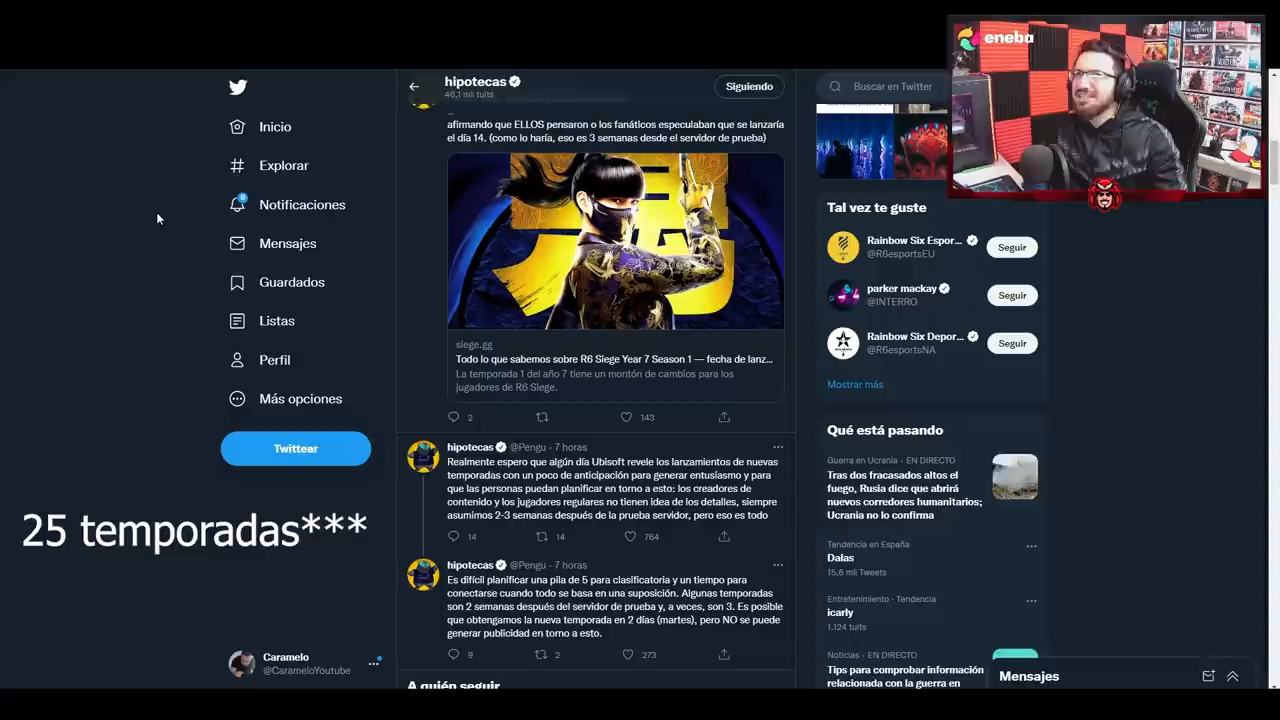 eneba
hipotecas
46,1 mil tuits
Siguiendo
Buscar en Twitter
Inicio
Explorar
Notificaciones
Mensajes
Guardados
Listas
Perfil
Más opciones
Twittear
25 temporadas***
Caramelo
@CarameloYoutube
...
afirmando que ELLOS pensaron o los fanáticos especulaban que se lanzaría
el día 14. (como lo haría, eso es 3 semanas desde el servidor de prueba)
siege.gg
Todo lo que sabemos sobre R6 Siege Year 7 Season 1 — fecha de lanz...
La temporada 1 del año 7 tiene un montón de cambios para los
jugadores de R6 Siege.
2 143
hipotecas @Pengu · 7 horas
Realmente espero que algún día Ubisoft revele los lanzamientos de nuevas
temporadas con un poco de anticipación para generar entusiasmo y para
que las personas puedan planificar en torno a esto: los creadores de
contenido y los jugadores regulares no tienen idea de los detalles, siempre
asumimos 2-3 semanas después de la prueba servidor, pero eso es todo
14 14 764
hipotecas @Pengu · 7 horas
Es difícil planificar una pila de 5 para clasificatoria y un tiempo para
conectarse cuando todo se basa en una suposición. Algunas temporadas
son 2 semanas después del servidor de prueba y, a veces, son 3. Es posible
que obtengamos la nueva temporada en 2 días (martes), pero NO se puede
generar publicidad en torno a esto.
9 2 273
A quién seguir
Tal vez te guste
Rainbow Six Espor...
@R6esportsEU
Seguir
parker mackay
@INTERRO
Seguir
Rainbow Six Depor...
@R6esportsNA
Seguir
Mostrar más
Qué está pasando
Guerra en Ucrania · EN DIRECTO
Tras dos fracasados altos el
fuego, Rusia dice que abrirá
nuevos corredores humanitarios;
Ucrania no lo confirma
Tendencia en España
Dalas
15,6 mil Tweets
Entretenimiento · Tendencia
icarly
1.124 tuits
Noticias · EN DIRECTO
Tips para comprobar información
relacionada con la guerra en
Mensajes